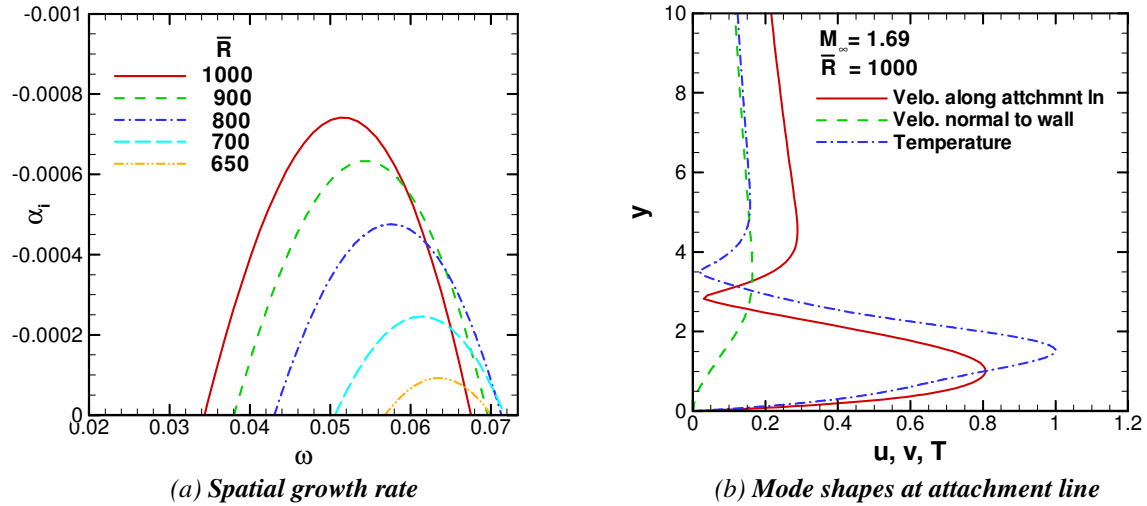 -0.001
-0.0008
-0.0006
-0.0004
-0.0002
0
αi
R̄
1000
900
800
700
650
0.02 0.03 0.04 0.05 0.06 0.07
ω
(a) Spatial growth rate
10
8
6
4
2
0
y
M∞= 1.69
R̄ = 1000
Velo. along attchmnt ln
Velo. normal to wall
Temperature
0 0.2 0.4 0.6 0.8 1 1.2
u, v, T
(b) Mode shapes at attachment line